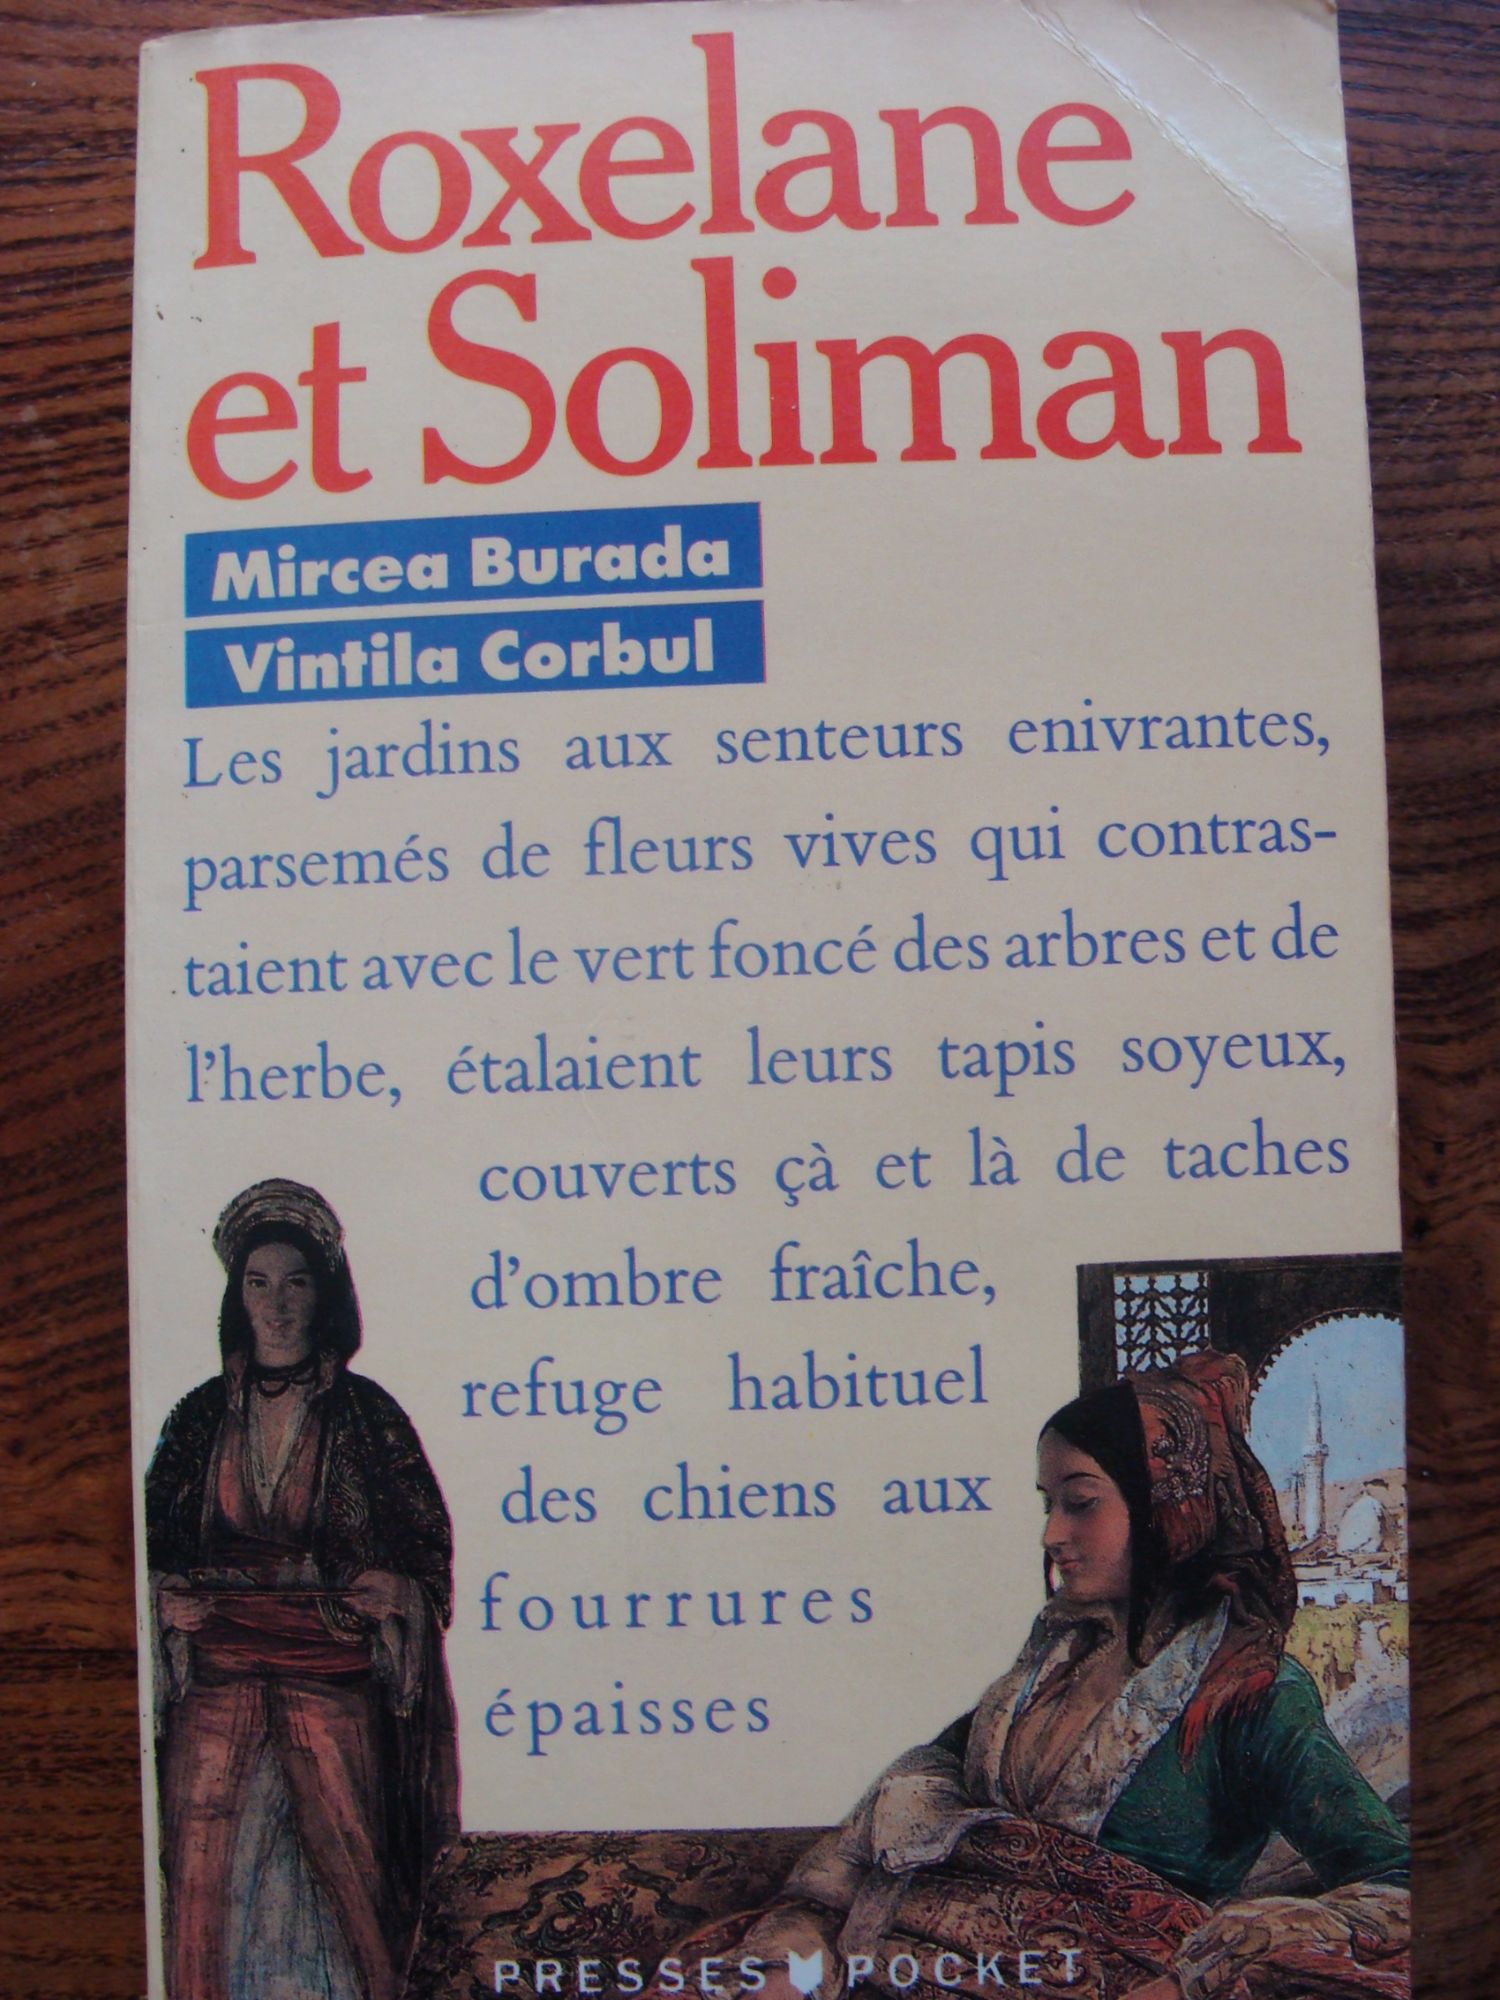 Roxelane
et Soliman
Mircea Burada
Vintila Corbul
Les jardins aux senteurs enivrantes,
parsemés de fleurs vives qui contras-
taient avec le vert foncé des arbres et de
l'herbe, étalaient leurs tapis soyeux,
couverts çà et là de taches
d'ombre fraîche,
refuge habituel
des chiens aux
fourrures
épaisses
PRESSES POCKET